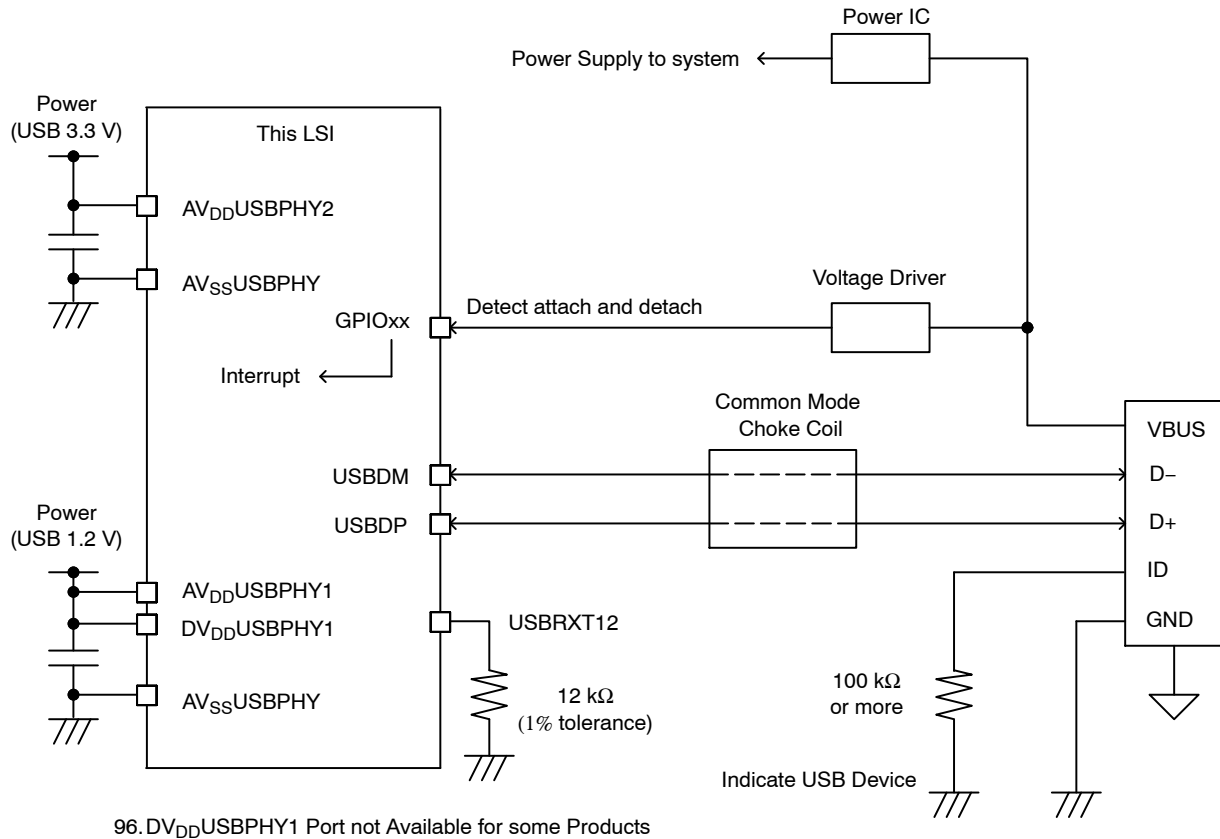 Power IC
Power Supply to system
Power
(USB 3.3 V)
This LSI
AVDDUSBPHY2
AVSSUSBPHY
GPIOxx
Interrupt
Detect attach and detach
Voltage Driver
Common Mode
Choke Coil
VBUS
D−
D+
ID
GND
USBDM
USBDP
Power
(USB 1.2 V)
AVDDUSBPHY1
DVDDUSBPHY1
AVSSUSBPHY
USBRXT12
12 kΩ
(1% tolerance)
100 kΩ
or more
Indicate USB Device
96.DVDDUSBPHY1 Port not Available for some Products